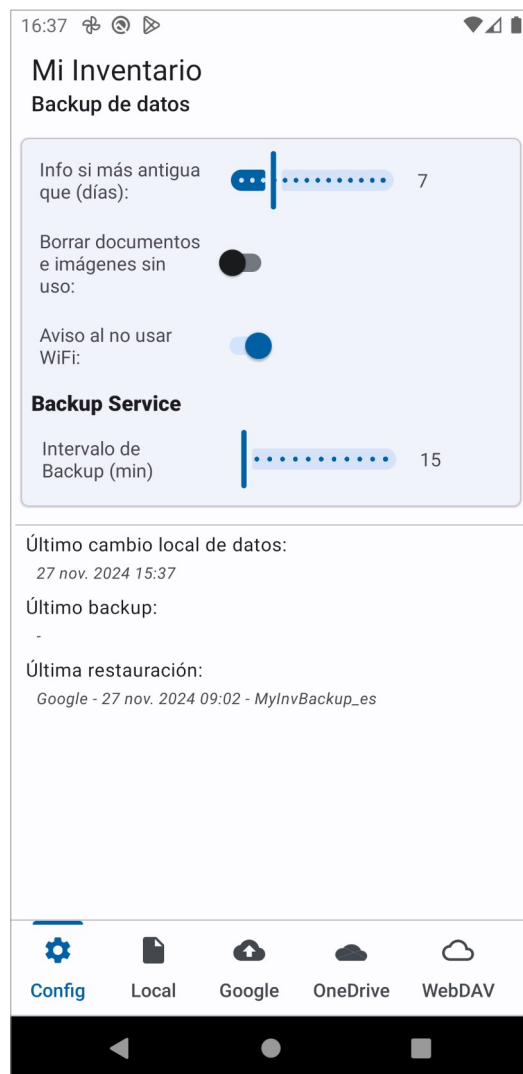 16:37
Mi Inventario
Backup de datos
Info si más antigua
que (días):
7
Borrar documentos
e imágenes sin
uso:
Aviso al no usar
WiFi:
Backup Service
Intervalo de
Backup (min)
15
Último cambio local de datos:
27 nov. 2024 15:37
Último backup:
-
Última restauración:
Google - 27 nov. 2024 09:02 - MyInvBackup_es
Config Local Google OneDrive WebDAV